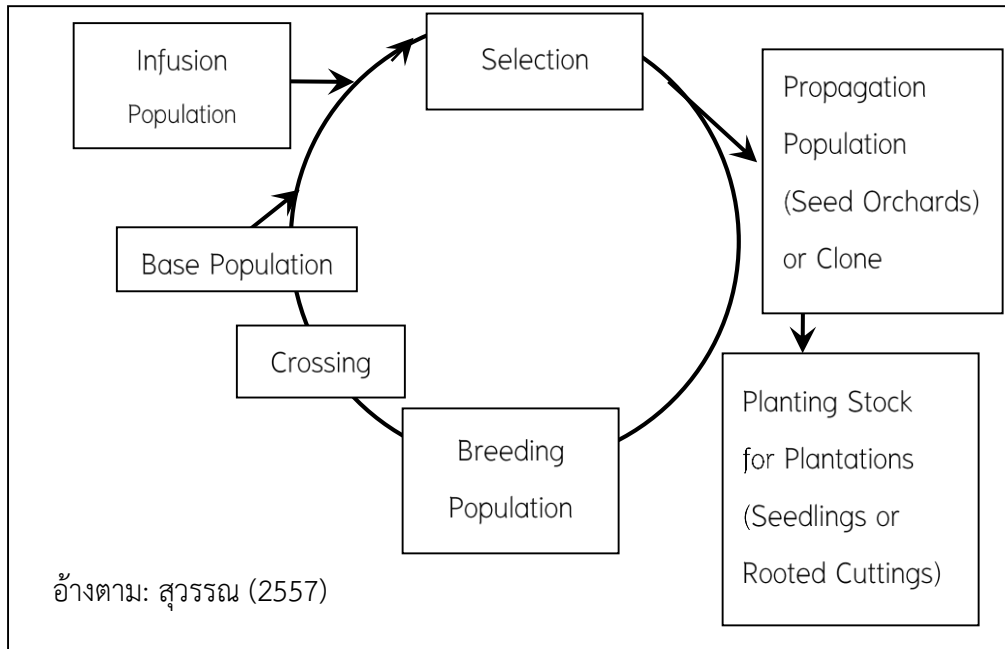 Infusion
Population
Selection
Propagation
Population
(Seed Orchards)
or Clone
Base Population
Crossing
Breeding
Population
Planting Stock
for Plantations
(Seedlings or
Rooted Cuttings)
อ้างตาม: สุวรรณ (2557)